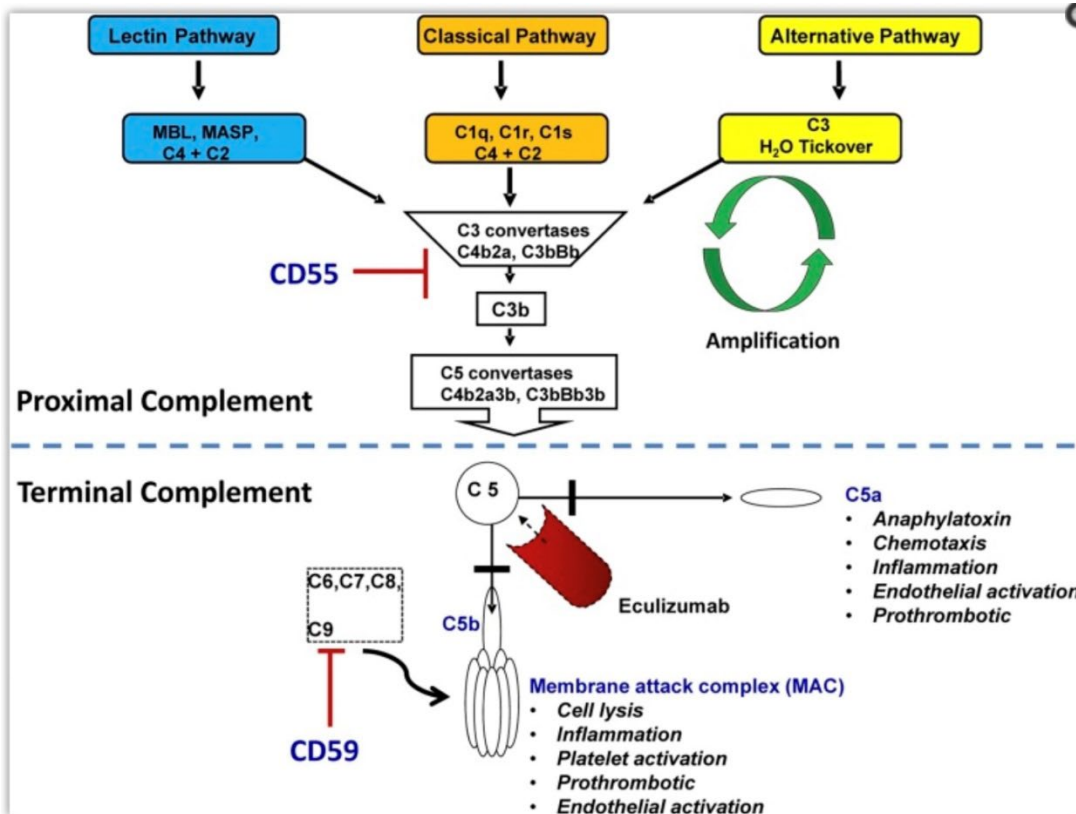 Lectin Pathway
Classical Pathway
Alternative Pathway
MBL, MASP,
C4 + C2
C1q, C1r, C1s
C4 + C2
C3
H₂O Tickover
C3 convertases
C4b2a, C3bBb
CD55
C3b
Amplification
C5 convertases
C4b2a3b, C3bBb3b
Proximal Complement
Terminal Complement
C 5
C5a
• Anaphylatoxin
• Chemotaxis
• Inflammation
• Endothelial activation
• Prothrombotic
Eculizumab
C6,C7,C8,
C9
C5b
CD59
Membrane attack complex (MAC)
• Cell lysis
• Inflammation
• Platelet activation
• Prothrombotic
• Endothelial activation